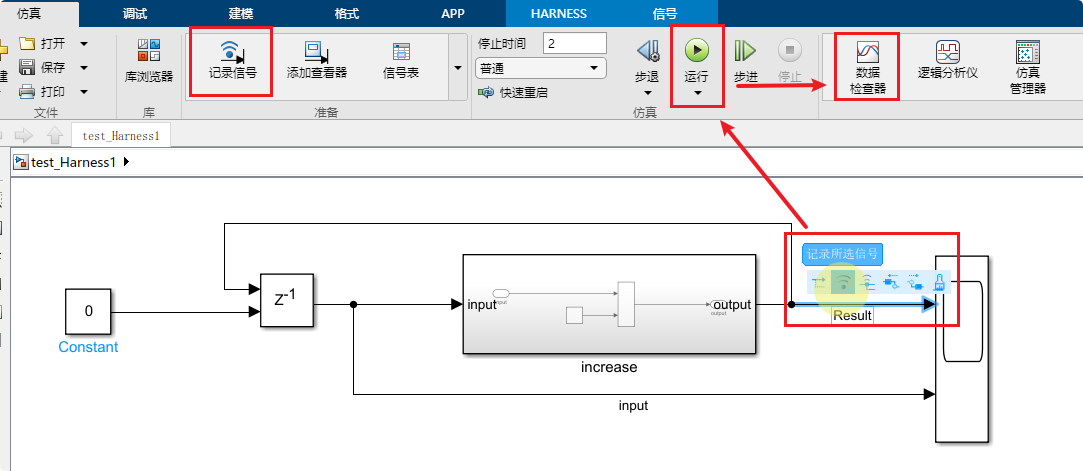 仿真 调试 建模 格式 APP HARNESS 信号
打开
保存
打印
建
文件
库浏览器
库
记录信号
添加查看器
信号表
准备
停止时间 2
普通
快速重启
步退
运行
步进
停止
仿真
数据
检查器
逻辑分析仪
仿真
管理器
test_Harness1
test_Harness1
记录所选信号
0
Constant
Z-1
input
input
output
output
increase
Result
input